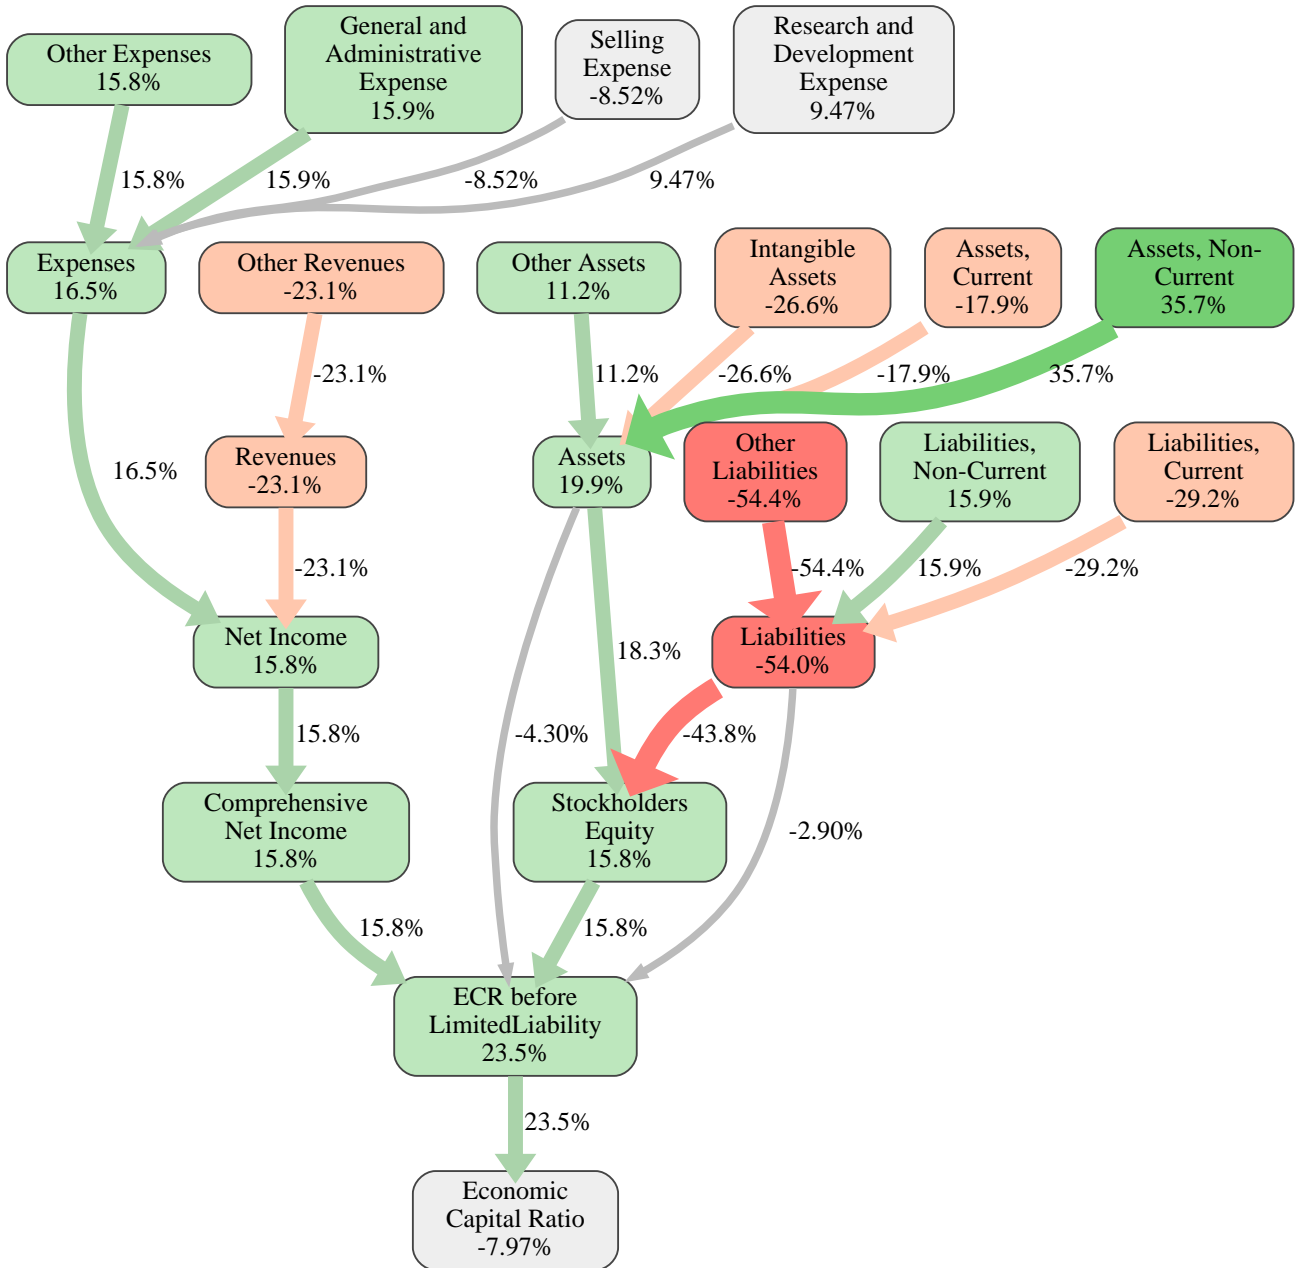 Other Expenses
15.8%
General and
Administrative
Expense
15.9%
Selling
Expense
-8.52%
Research and
Development
Expense
9.47%
15.8%
15.9%
-8.52%
9.47%
Expenses
16.5%
Other Revenues
-23.1%
Other Assets
11.2%
Intangible
Assets
-26.6%
Assets,
Current
-17.9%
Assets, Non-
Current
35.7%
-23.1%
11.2%
-26.6%
-17.9%
35.7%
16.5%
Revenues
-23.1%
Assets
19.9%
Other
Liabilities
-54.4%
Liabilities,
Non-Current
15.9%
Liabilities,
Current
-29.2%
-23.1%
-54.4%
15.9%
-29.2%
Net Income
15.8%
18.3%
Liabilities
-54.0%
15.8%
-4.30%
-43.8%
Comprehensive
Net Income
15.8%
Stockholders
Equity
15.8%
-2.90%
15.8%
15.8%
ECR before
LimitedLiability
23.5%
23.5%
Economic
Capital Ratio
-7.97%